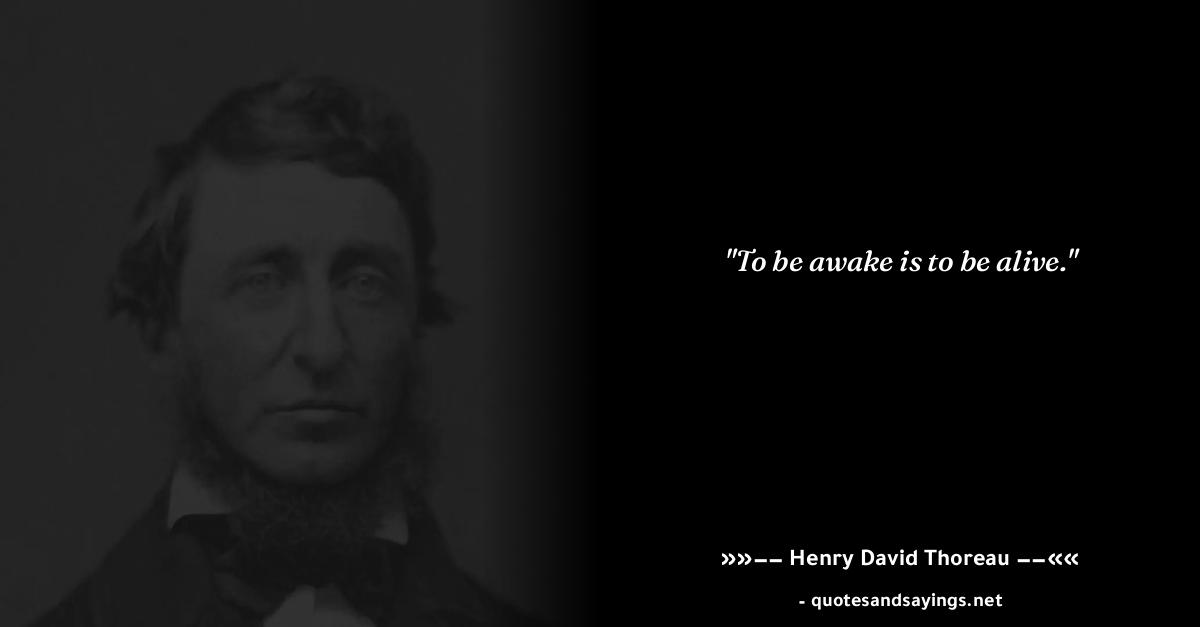 "To be awake is to be alive."
»»−− Henry David Thoreau −−««
- quotesandsayings.net